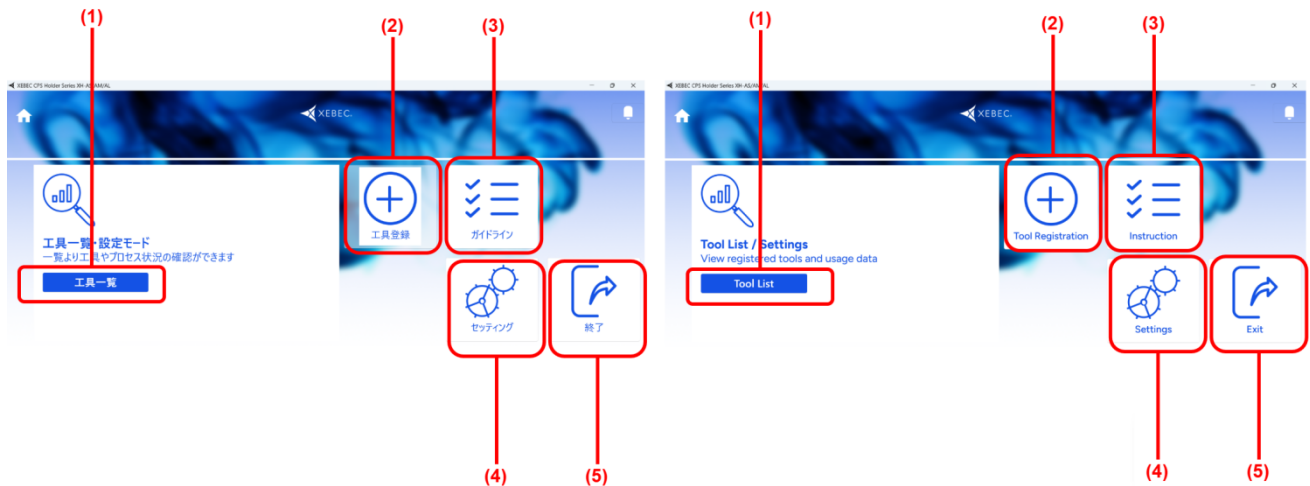 (1)
(2)
(3)
XEBEC CPS Holder Series XH-AS/AM/AL
XEBEC.
工具一覧・設定モード
一覧より工具やプロセス状況の確認ができます
工具一覧
工具登録
ガイドライン
セッティング
終了
(4)
(5)
(1)
(2)
(3)
XEBEC CPS Holder Series XH-AS/AM/AL
XEBEC.
Tool List / Settings
View registered tools and usage data
Tool List
Tool Registration
Instruction
Settings
Exit
(4)
(5)